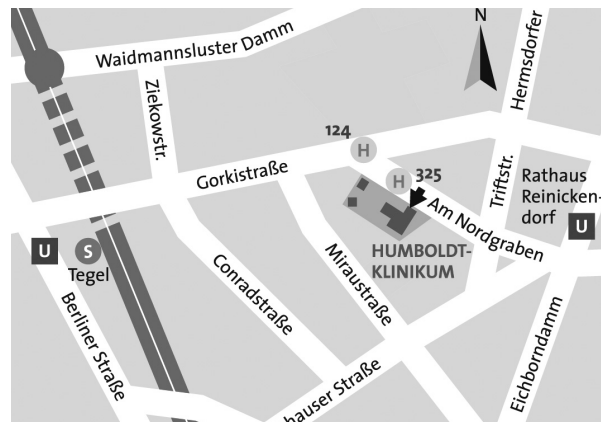 N
Waidmannsluster Damm
Hermsdorfer
Ziekowstr.
124
H
Gorkistraße
H
325
Triftstr.
Rathaus
Reinicken-
dorf
U
Am Nordgraben
HUMBOLDT-
KLINIKUM
U
S
Tegel
Conradstraße
Miraustraße
Berliner Straße
Eichborndamm
hauser Straße